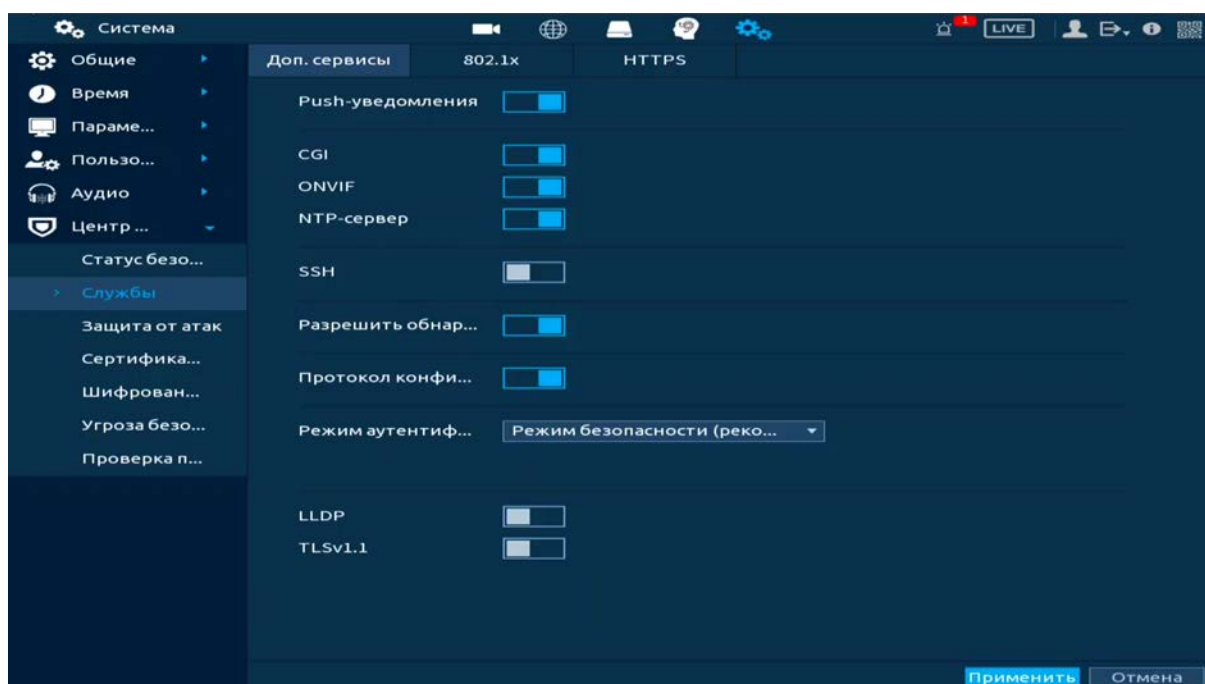 Система
1
LIVE
Общие
Время
Параме...
Пользо...
Аудио
Центр ...
Статус безо...
Службы
Защита от атак
Сертифика...
Шифрован...
Угроза безо...
Проверка п...
Доп. сервисы 802.1x HTTPS
Push-уведомления
CGI
ONVIF
NTP-сервер
SSH
Разрешить обнар...
Протокол конфи...
Режим аутентиф... Режим безопасности (реко...
LLDP
TLSv1.1
Применить Отмена